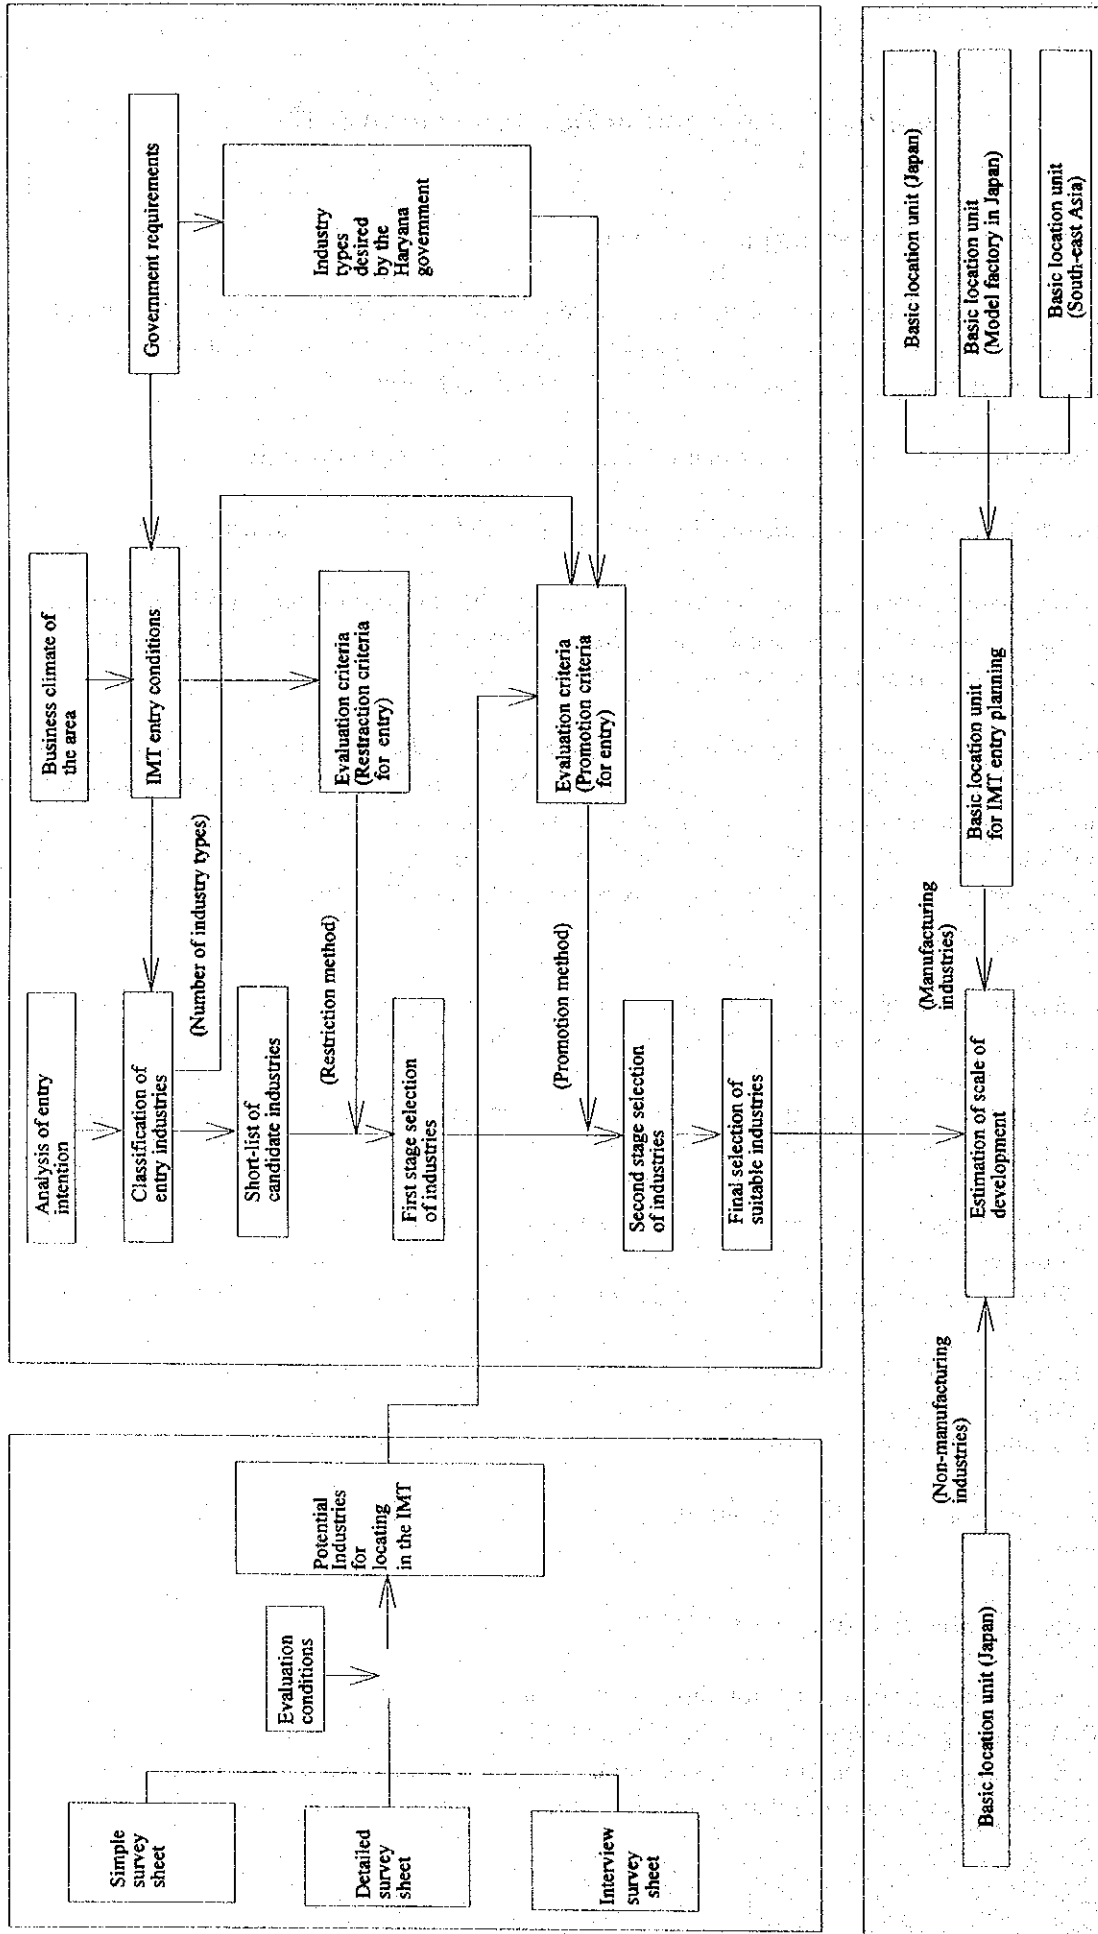 Simple
survey
sheet
Detailed
survey
sheet
Interview
survey
sheet
Evaluation
conditions
Potential
Industries
for
locating
in the IMT
Analysis of entry
intention
Classification of
entry industries
Short-list of
candidate industries
First stage selection
of industries
Second stage selection
of industries
Final selection of
suitable industries
(Number of industry types)
(Restriction method)
(Promotion method)
Business climate of
the area
IMT entry conditions
Evaluation criteria
(Restraction criteria
for entry)
Evaluation criteria
(Promotion criteria
for entry)
Government requirements
Industry
types
desired
by the
Haryana
government
Basic location unit (Japan)
(Non-manufacturing
industries)
Estimation of scale of
development
(Manufacturing
industries)
Basic location unit
for IMT entry planning
Basic location unit (Japan)
Basic location unit
(Model factory in Japan)
Basic location unit
(South-east Asia)